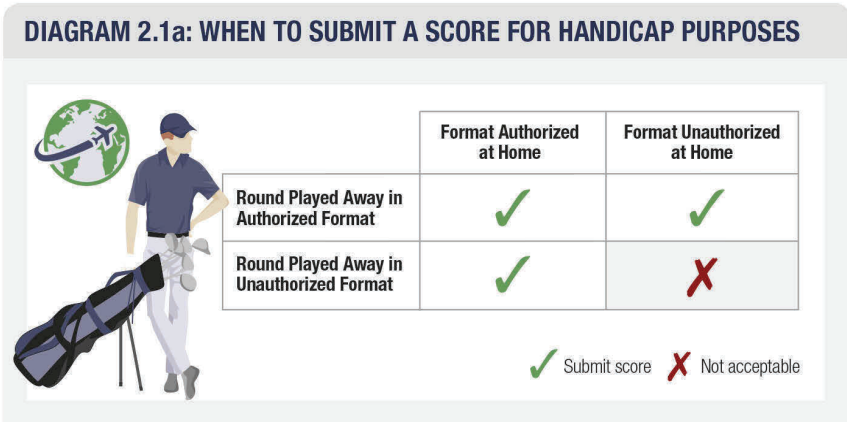 DIAGRAM 2.1a: WHEN TO SUBMIT A SCORE FOR HANDICAP PURPOSES
Format Authorized
at Home
Format Unauthorized
at Home
Round Played Away in
Authorized Format
✓
✓
Round Played Away in
Unauthorized Format
✓
✗
✓ Submit score
✗ Not acceptable